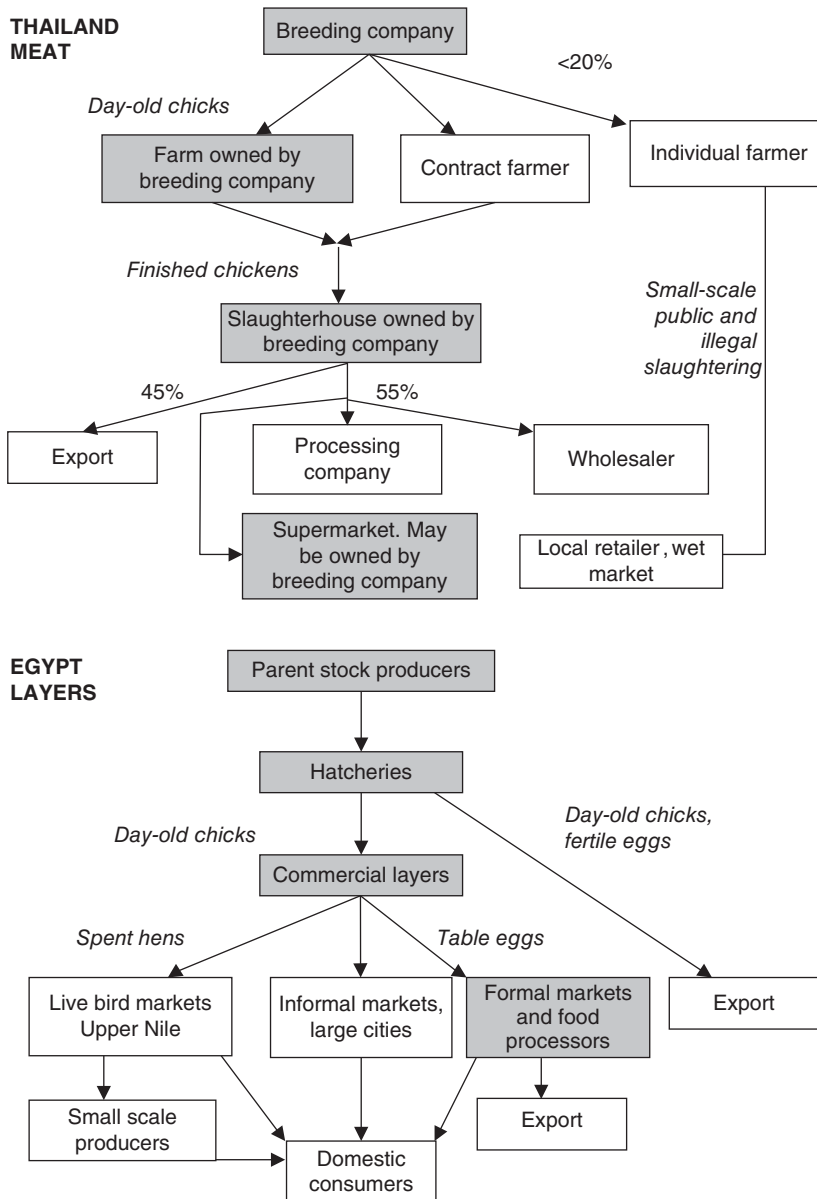 THAILAND
MEAT
Breeding company
<20%
Day-old chicks
Farm owned by
breeding company
Contract farmer
Individual farmer
Finished chickens
Small-scale
public and
illegal
slaughtering
Slaughterhouse owned by
breeding company
45%
55%
Export
Processing
company
Wholesaler
Supermarket. May
be owned by
breeding company
Local retailer , wet
market
EGYPT
LAYERS
Parent stock producers
Hatcheries
Day-old chicks
Day-old chicks,
fertile eggs
Commercial layers
Spent hens
Table eggs
Live bird markets
Upper Nile
Informal markets,
large cities
Formal markets
and food
processors
Export
Small scale
producers
Export
Domestic
consumers